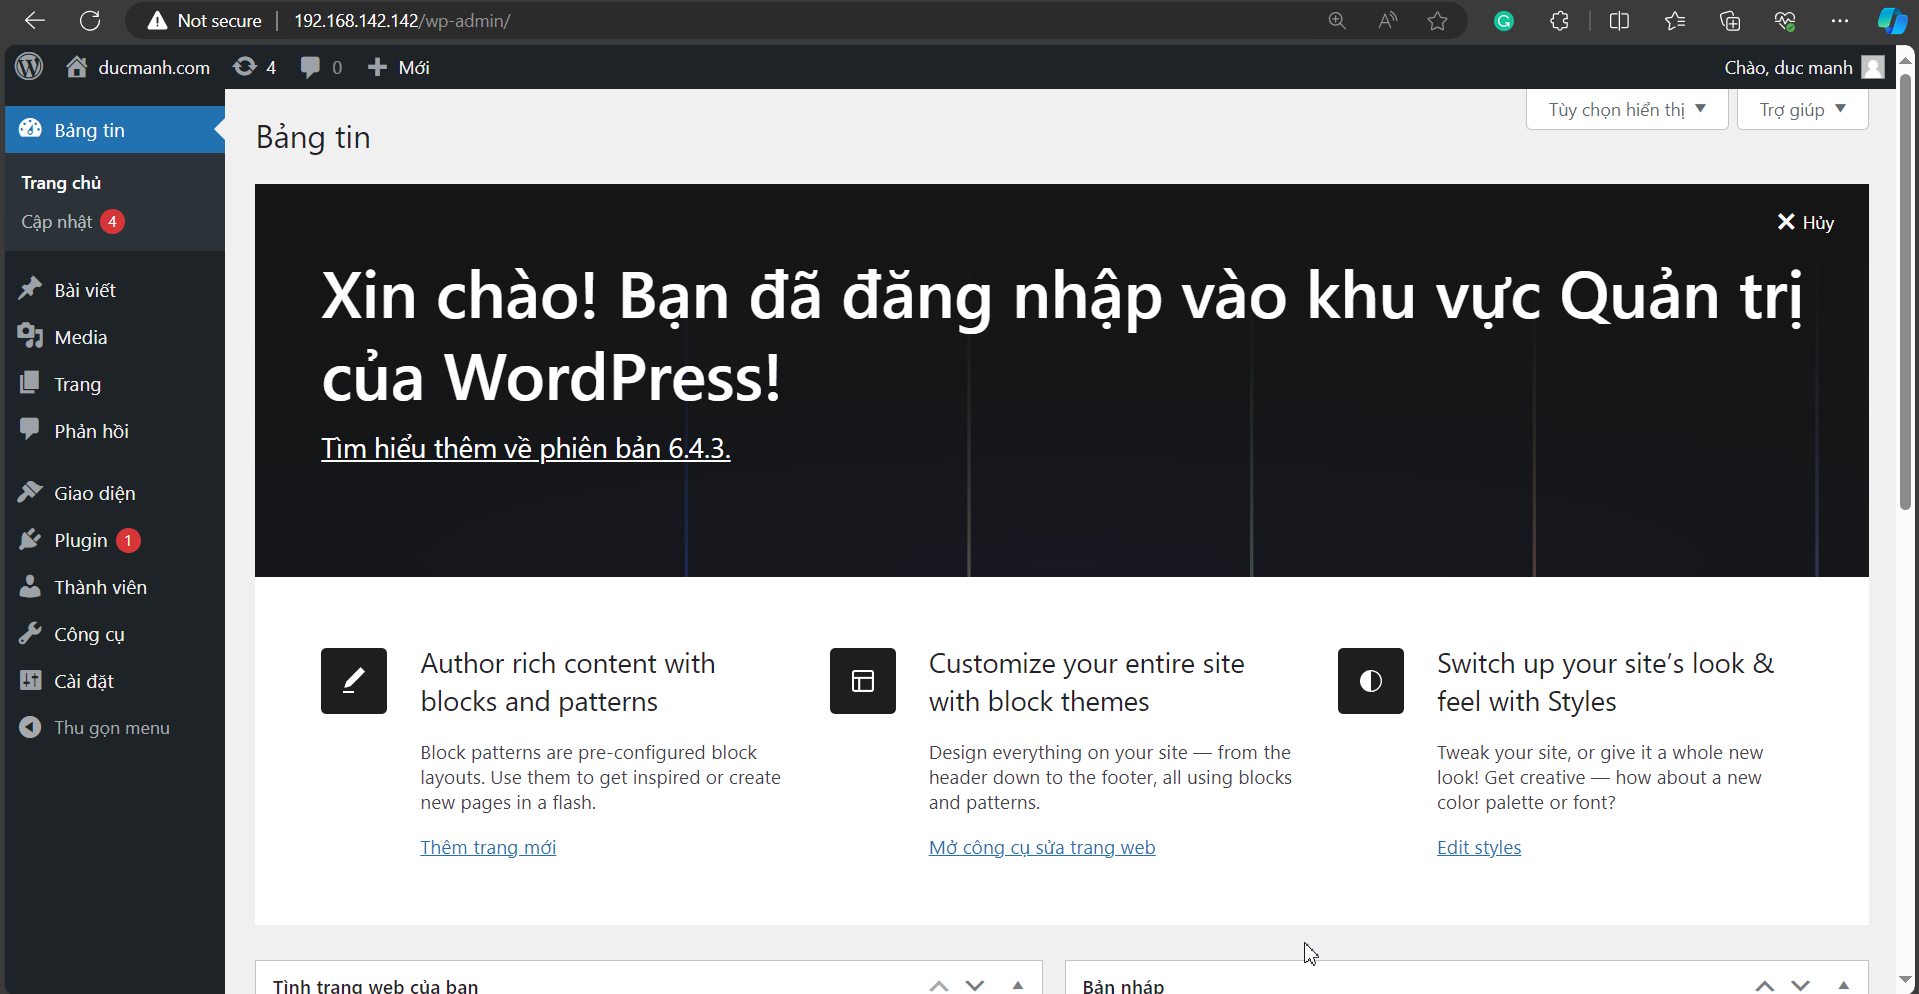 Not secure 192.168.142.142/wp-admin/
ducmanh.com 4 0 Mới Chào, duc manh
Tùy chọn hiển thị Trợ giúp
Bảng tin
Trang chủ
Cập nhật 4
Bài viết
Media
Trang
Phản hồi
Giao diện
Plugin 1
Thành viên
Công cụ
Cài đặt
Thu gọn menu
Bảng tin
Hủy
Xin chào! Bạn đã đăng nhập vào khu vực Quản trị
của WordPress!
Tìm hiểu thêm về phiên bản 6.4.3.
Author rich content with
blocks and patterns
Block patterns are pre-configured block
layouts. Use them to get inspired or create
new pages in a flash.
Thêm trang mới
Customize your entire site
with block themes
Design everything on your site — from the
header down to the footer, all using blocks
and patterns.
Mở công cụ sửa trang web
Switch up your site’s look &
feel with Styles
Tweak your site, or give it a whole new
look! Get creative — how about a new
color palette or font?
Edit styles
Tình trạng web của bạn
Bản nháp